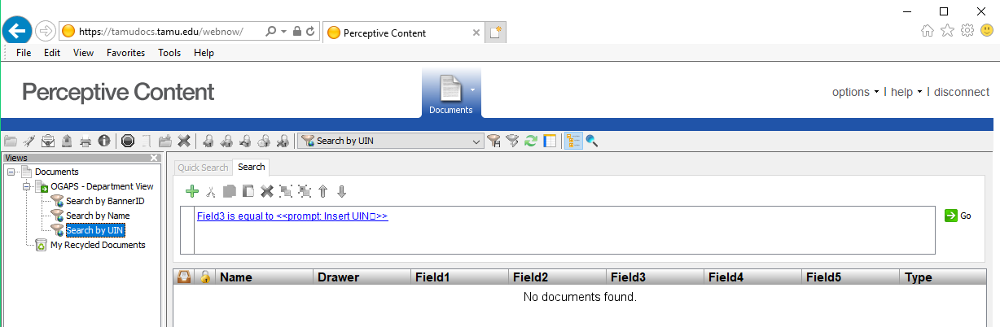 https://tamudocs.tamu.edu/webnow/
Perceptive Content
File Edit View Favorites Tools Help
Perceptive Content
Documents
options I help I disconnect
Search by UIN
Views
Documents
OGAPS - Department View
Search by BannerID
Search by Name
Search by UIN
My Recycled Documents
Quick Search Search
Field3 is equal to <<prompt: Insert UIN□>>
Go
Name Drawer Field1 Field2 Field3 Field4 Field5 Type
No documents found.